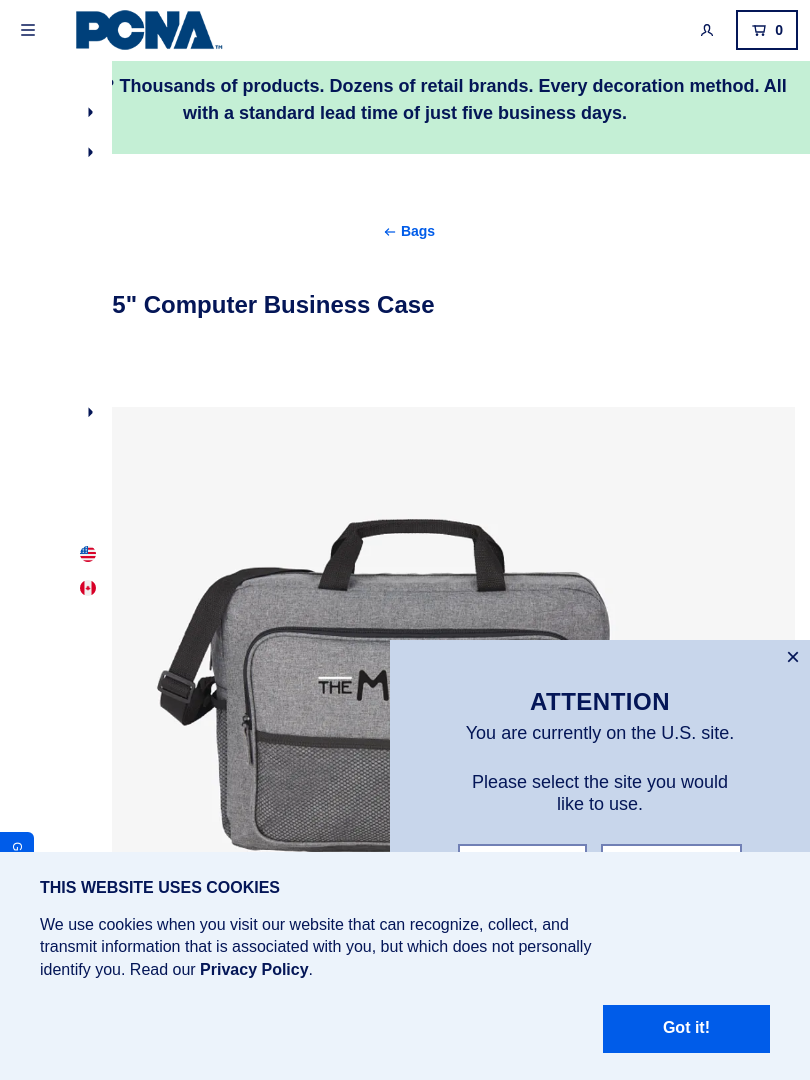 PCNA™
0
Thousands of products. Dozens of retail brands. Every decoration method. All
with a standard lead time of just five business days.
Bags
5" Computer Business Case
THE M
ATTENTION
You are currently on the U.S. site.
Please select the site you would
like to use.
G
THIS WEBSITE USES COOKIES
We use cookies when you visit our website that can recognize, collect, and
transmit information that is associated with you, but which does not personally
identify you. Read our Privacy Policy.
Got it!